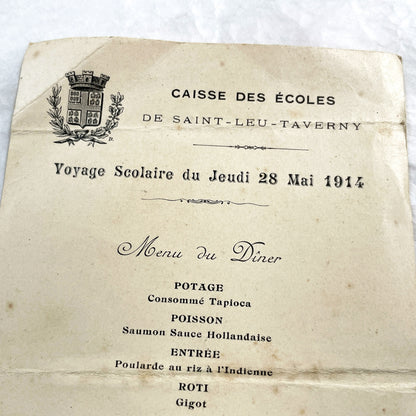 CAISSE DES ÉCOLES
DE SAINT-LEU-TAVERNY
Voyage Scolaire du Jeudi 28 Mai 1914
Menu du Dîner
POTAGE
Consommé Tapioca
POISSON
Saumon Sauce Hollandaise
ENTRÉE
Poularde au riz à l'Indienne
ROTI
Gigot